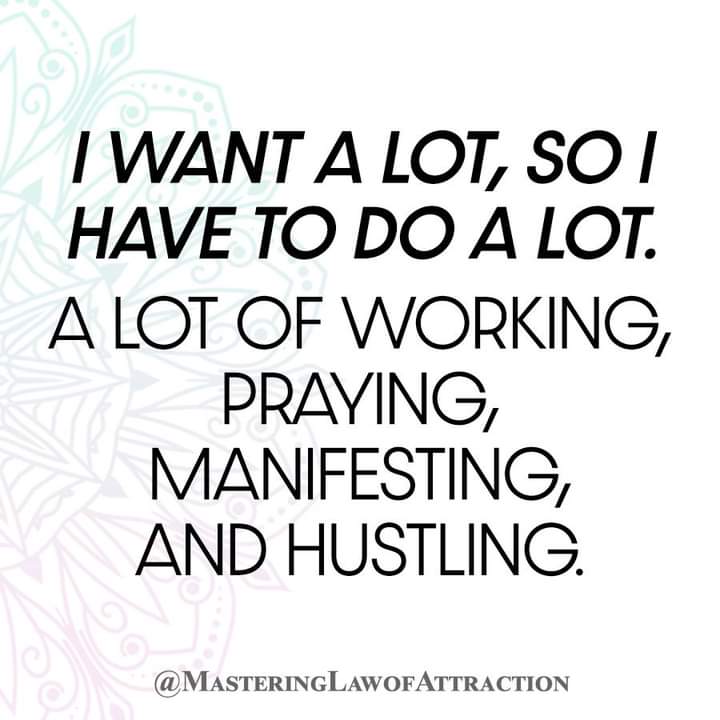 I WANT A LOT, SO I
HAVE TO DO A LOT.
A LOT OF WORKING,
PRAYING,
MANIFESTING,
AND HUSTLING.
@MASTERINGLAWOFATTRACTION